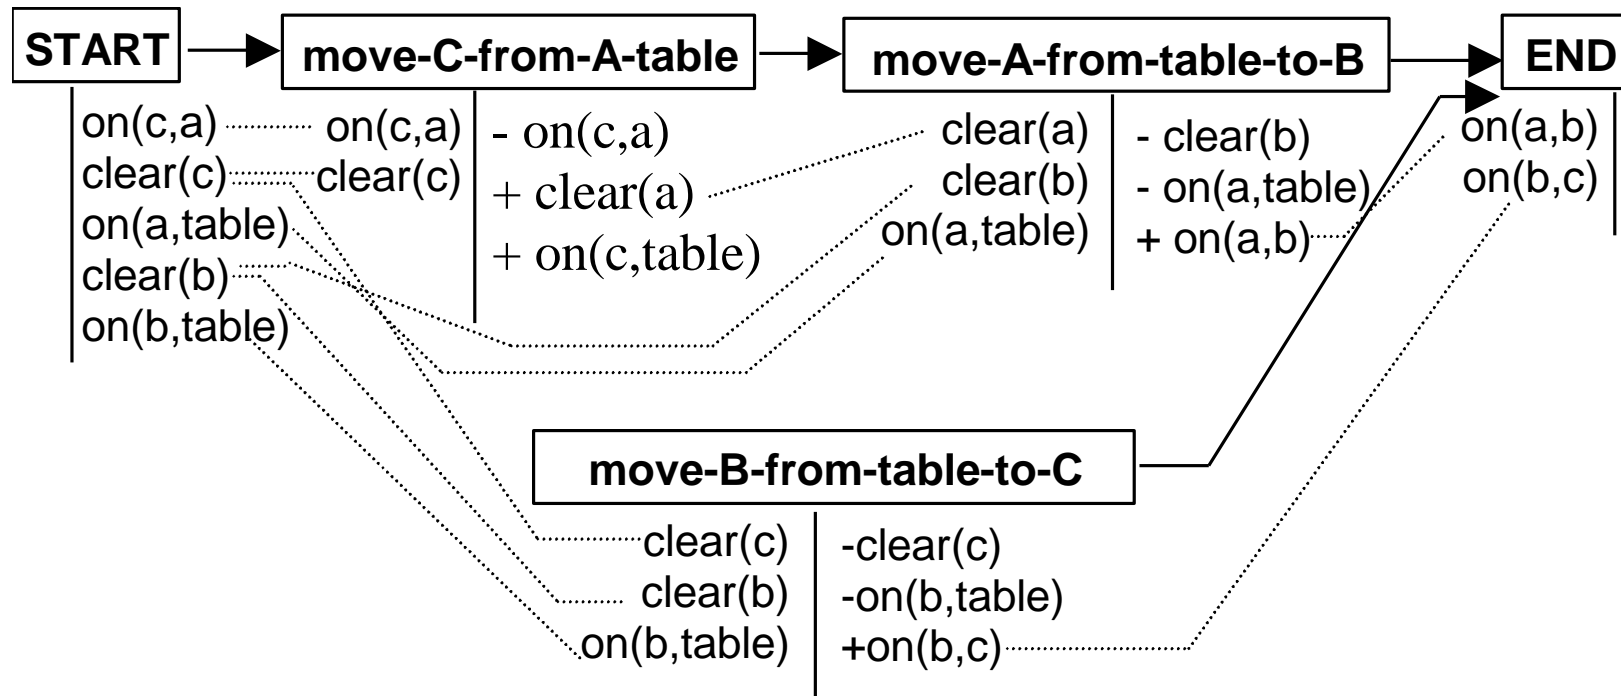 START
on(c,a)
clear(c)
on(a,table)
clear(b)
on(b,table)
move-C-from-A-table
on(c,a)
clear(c)
- on(c,a)
+ clear(a)
+ on(c,table)
move-A-from-table-to-B
clear(a)
clear(b)
on(a,table)
- clear(b)
- on(a,table)
+ on(a,b)
END
on(a,b)
on(b,c)
move-B-from-table-to-C
clear(c)
clear(b)
on(b,table)
-clear(c)
-on(b,table)
+on(b,c)